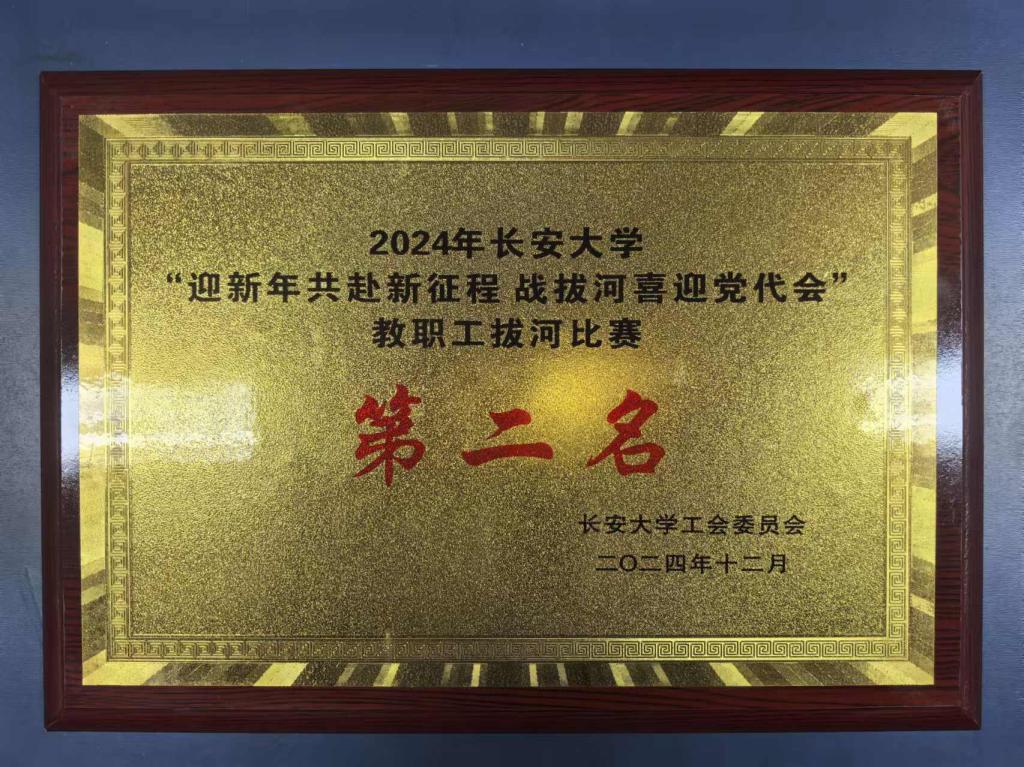 2024年长安大学
“迎新年共赴新征程 战拔河喜迎党代会”
教职工拔河比赛
第二名
长安大学工会委员会
二〇二四年十二月